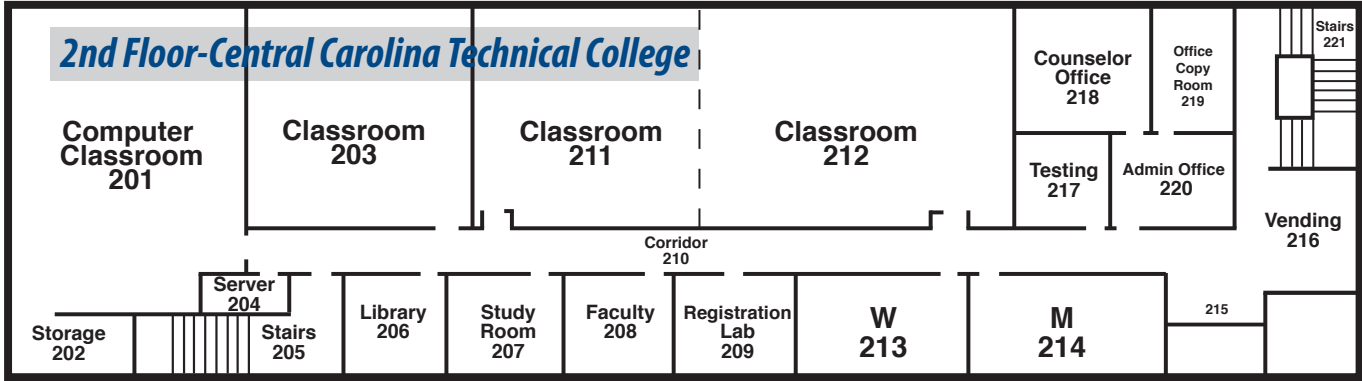 2nd Floor-Central Carolina Technical College
Computer
Classroom
201
Classroom
203
Classroom
211
Classroom
212
Counselor
Office
218
Office
Copy
Room
219
Stairs
221
Testing
217
Admin Office
220
Vending
216
Corridor
210
Server
204
Storage
202
Stairs
205
Library
206
Study
Room
207
Faculty
208
Registration
Lab
209
W
213
M
214
215